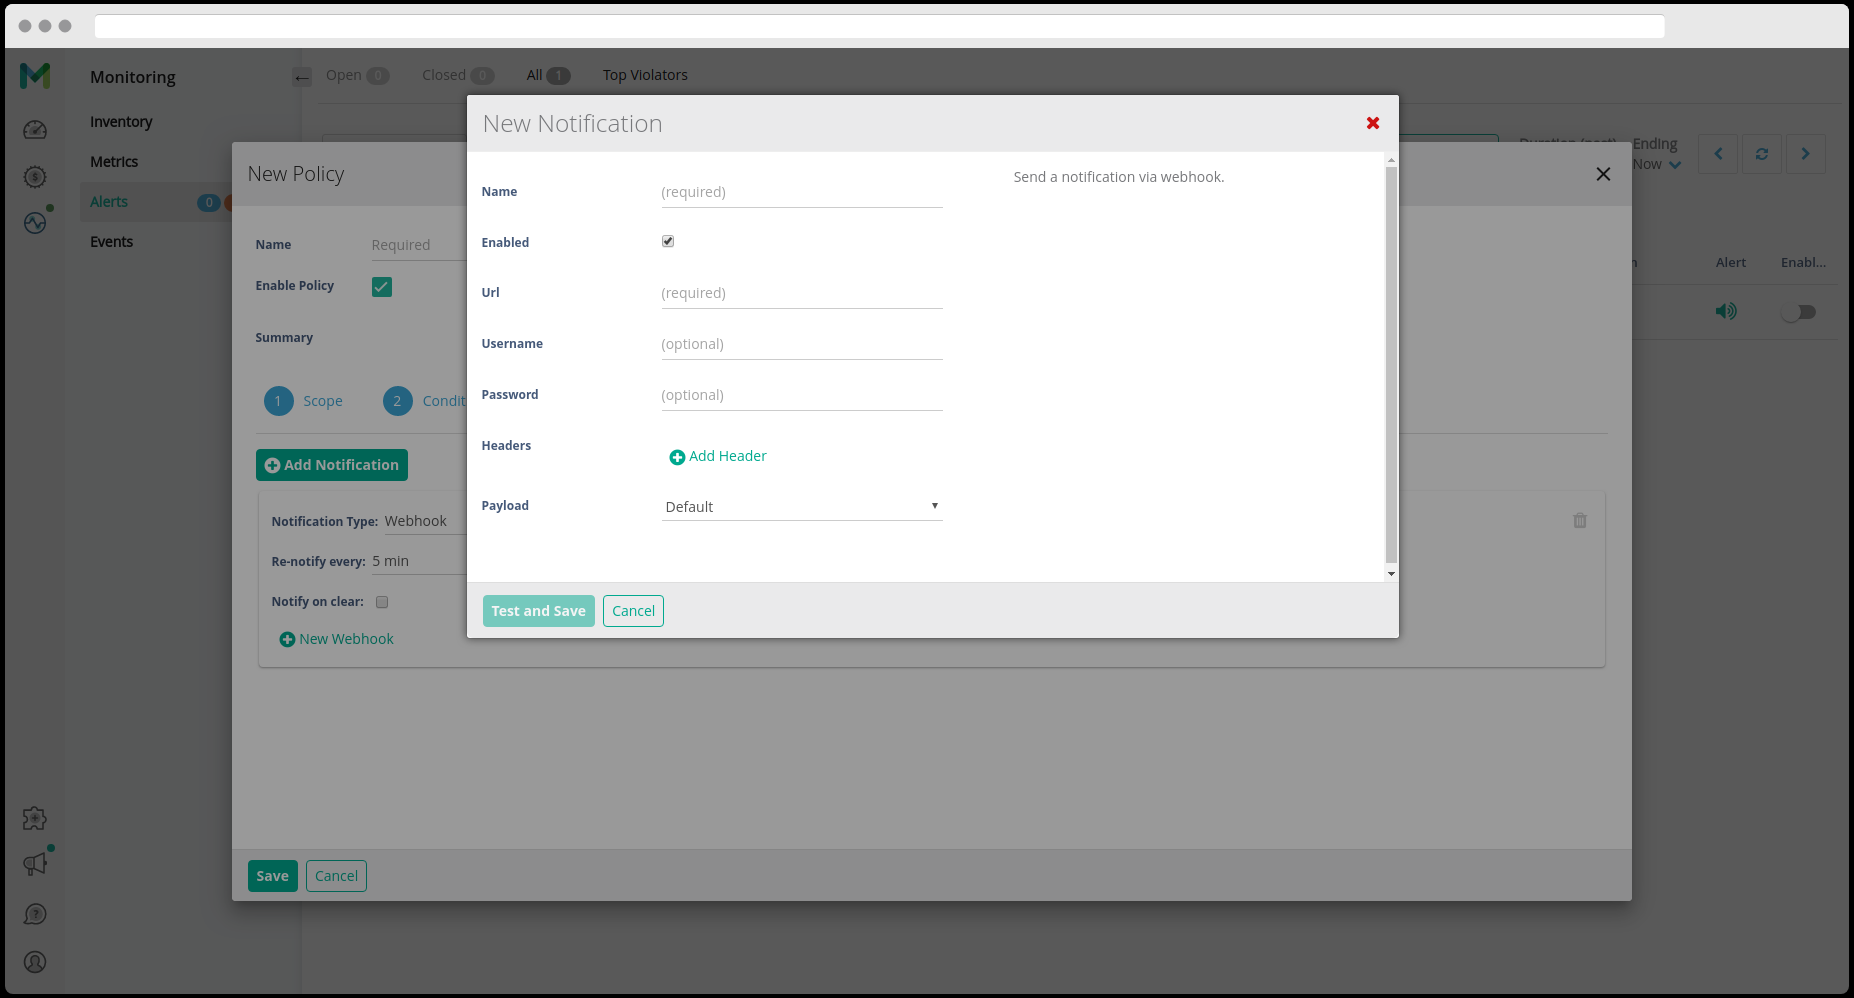 Monitoring
Open 0 Closed 0 All 1 Top Violators
Inventory
Metrics
Alerts 0
Events
Ending
Now
Alert Enabl...
New Policy
Name Required
Enable Policy
Summary
1 Scope 2 Condit
Add Notification
Notification Type: Webhook
Re-notify every: 5 min
Notify on clear:
New Webhook
Save Cancel
New Notification
Send a notification via webhook.
Name (required)
Enabled
Url (required)
Username (optional)
Password (optional)
Headers
Add Header
Payload Default
Test and Save Cancel